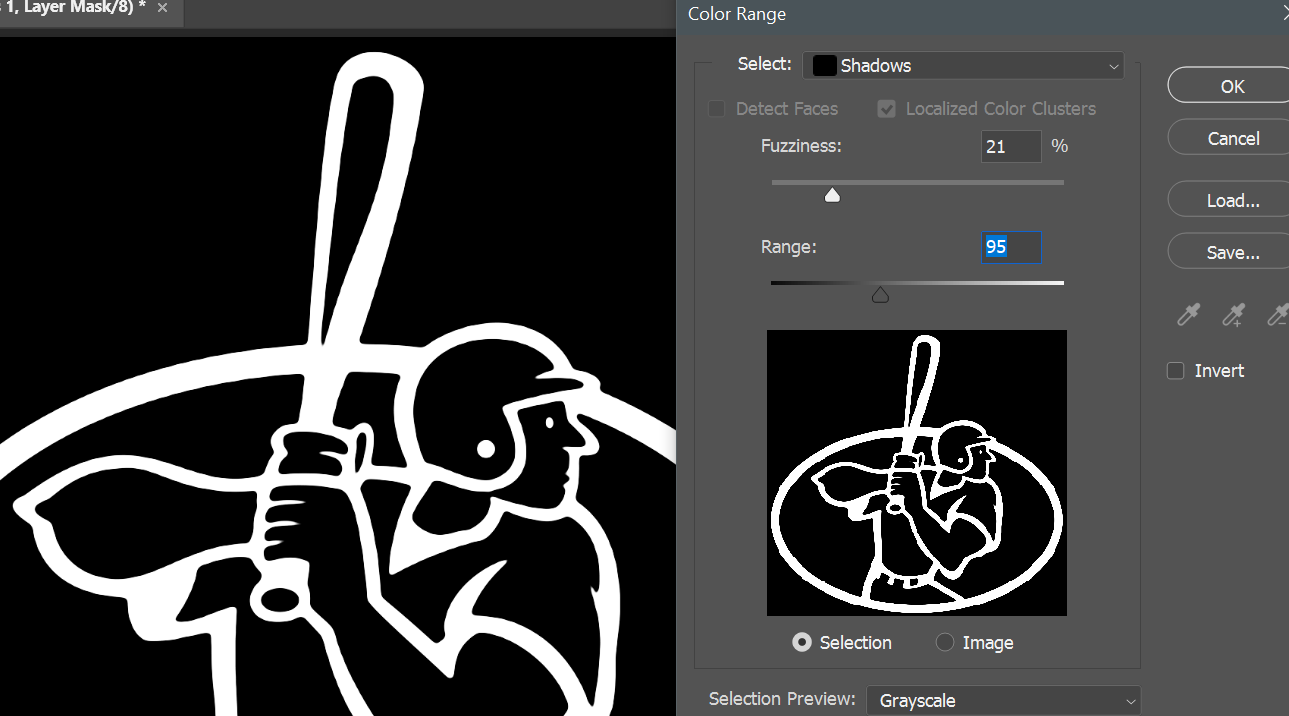 s 1, Layer Mask/8) * ×
Color Range
Select: Shadows
Detect Faces Localized Color Clusters
Fuzziness: 21 %
Range: 95
OK
Cancel
Load...
Save...
Invert
Selection Image
Selection Preview: Grayscale